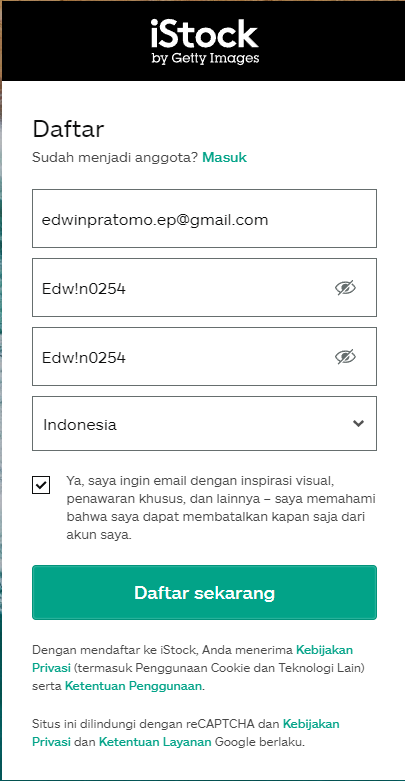 iStock
by Getty Images
Daftar
Sudah menjadi anggota? Masuk
edwinpratomo.ep@gmail.com
Edw!n0254
Edw!n0254
Indonesia
Ya, saya ingin email dengan inspirasi visual,
penawaran khusus, dan lainnya – saya memahami
bahwa saya dapat membatalkan kapan saja dari
akun saya.
Daftar sekarang
Dengan mendaftar ke iStock, Anda menerima Kebijakan
Privasi (termasuk Penggunaan Cookie dan Teknologi Lain)
serta Ketentuan Penggunaan.
Situs ini dilindungi dengan reCAPTCHA dan Kebijakan
Privasi dan Ketentuan Layanan Google berlaku.